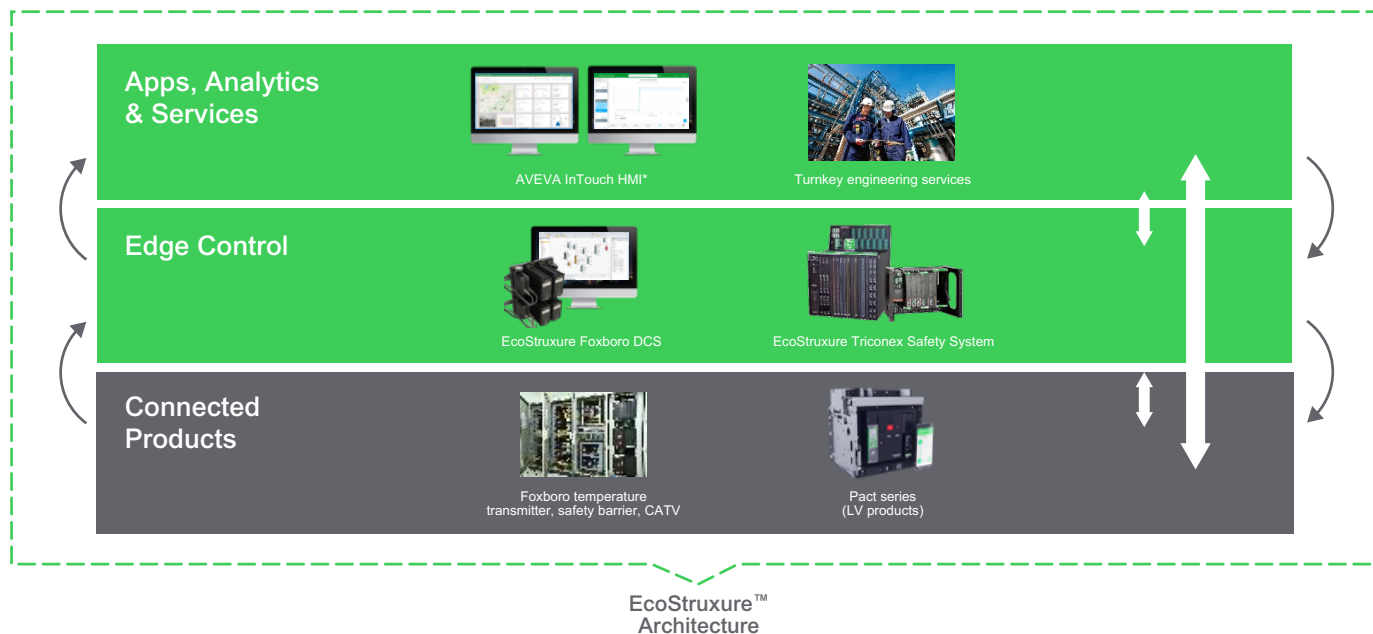 Apps, Analytics
& Services
AVEVA InTouch HMI*
Turnkey engineering services
Edge Control
EcoStruxure Foxboro DCS
EcoStruxure Triconex Safety System
Connected
Products
Foxboro temperature
transmitter, safety barrier, CATV
Pact series
(LV products)
EcoStruxure™
Architecture